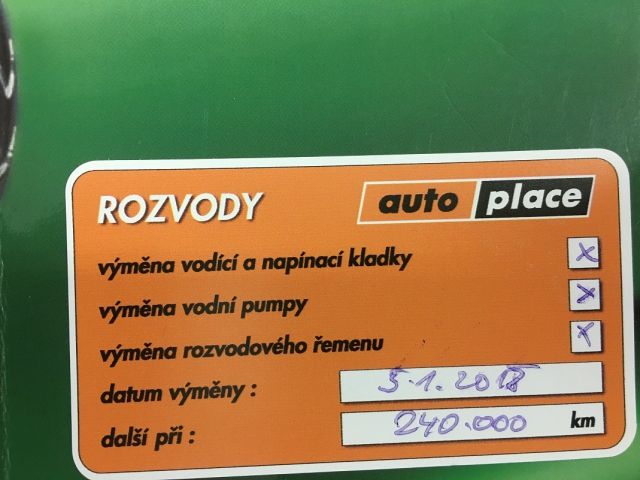 ROZVODY auto place
výměna vodící a napínací kladky x
výměna vodní pumpy x
výměna rozvodového řemenu x
datum výměny : 5.1.2018
další při : 240.000 km